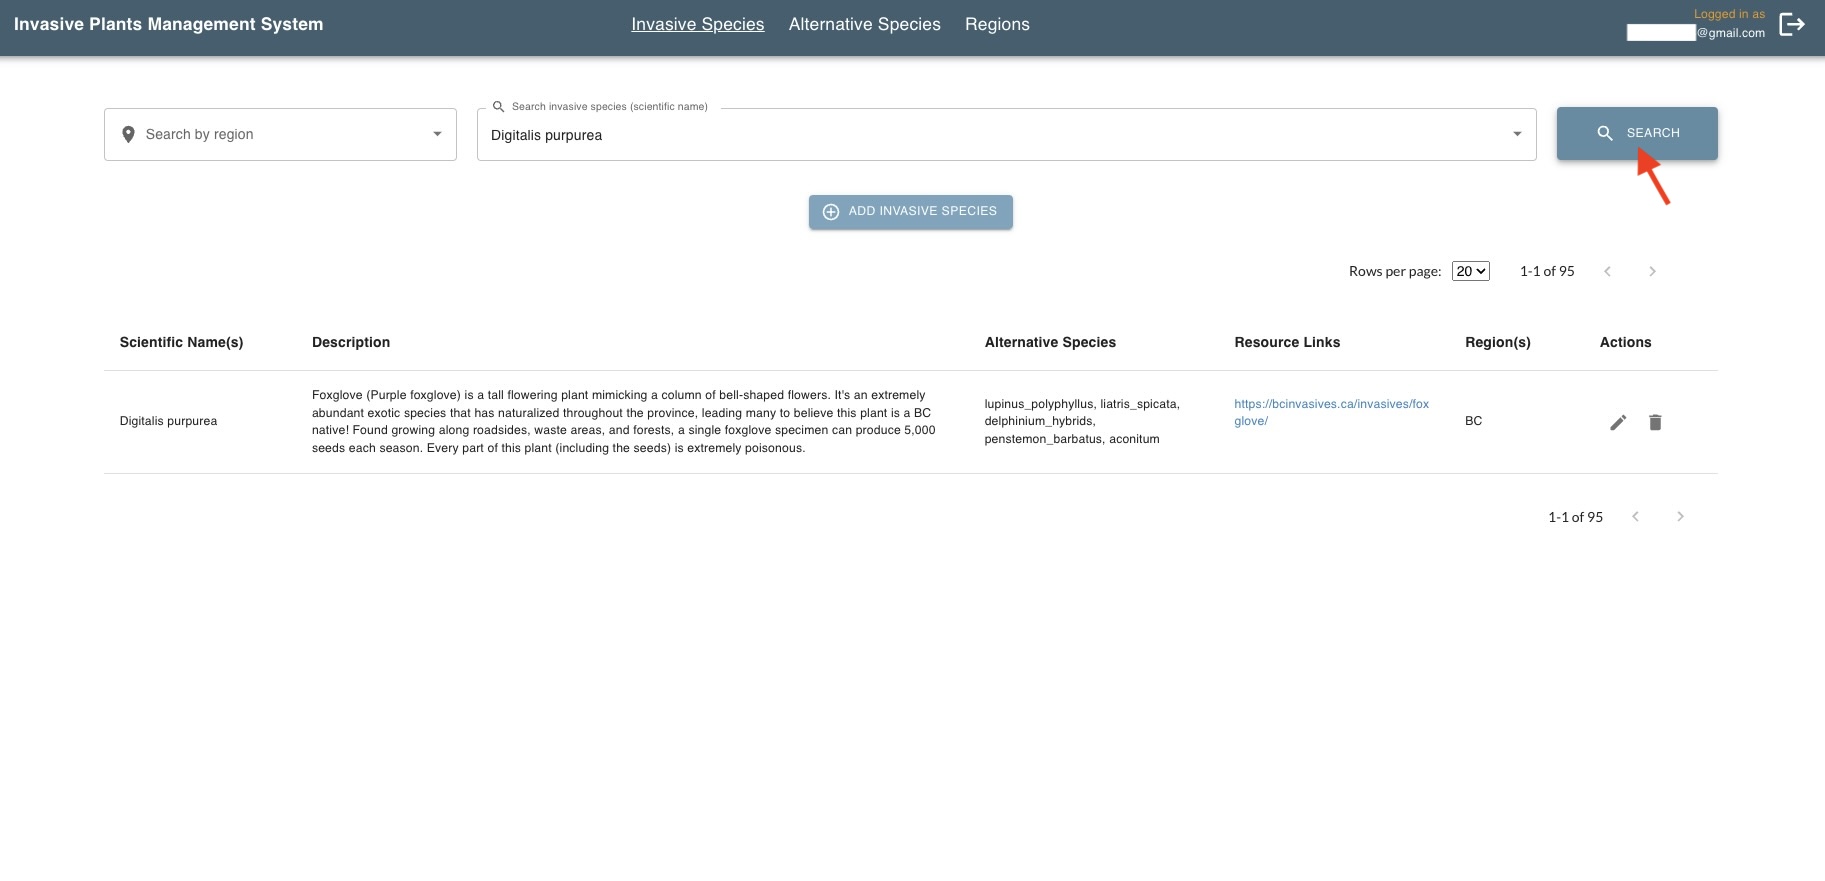 Invasive Plants Management System
Invasive Species
Alternative Species
Regions
Logged in as
@gmail.com
Search by region
Search invasive species (scientific name)
Digitalis purpurea
SEARCH
ADD INVASIVE SPECIES
Rows per page: 20 1-1 of 95
Scientific Name(s)
Description
Alternative Species
Resource Links
Region(s)
Actions
Digitalis purpurea
Foxglove (Purple foxglove) is a tall flowering plant mimicking a column of bell-shaped flowers. It's an extremely
abundant exotic species that has naturalized throughout the province, leading many to believe this plant is a BC
native! Found growing along roadsides, waste areas, and forests, a single foxglove specimen can produce 5,000
seeds each season. Every part of this plant (including the seeds) is extremely poisonous.
lupinus_polyphyllus, liatris_spicata,
delphinium_hybrids,
penstemon_barbatus, aconitum
https://bcinvasives.ca/invasives/fox
glove/
BC
1-1 of 95